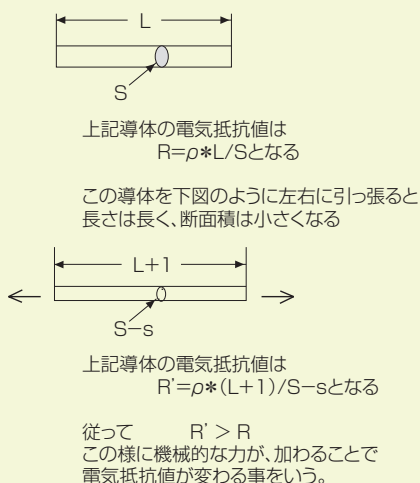 L
S
上記導体の電気抵抗値は
R=ρ*L/Sとなる
この導体を下図のように左右に引っ張ると
長さは長く、断面積は小さくなる
L+1
S−s
上記導体の電気抵抗値は
R'=ρ*(L+1)/S−sとなる
従って R' > R
この様に機械的な力が、加わることで
電気抵抗値が変わる事をいう。